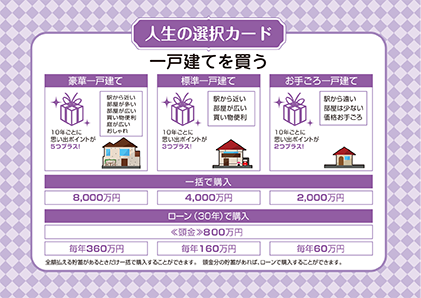 人生の選択カード
一戸建てを買う
豪華一戸建て
駅から近い
部屋が多い
部屋が広い
買い物便利
庭が広い
おしゃれ
10年ごとに
思い出ポイントが
5つプラス!
標準一戸建て
駅から近い
部屋が広い
買い物便利
10年ごとに
思い出ポイントが
3つプラス!
お手ごろ一戸建て
駅から遠い
部屋は少ない
価格お手ごろ
10年ごとに
思い出ポイントが
2つプラス!
一括で購入
8,000万円
4,000万円
2,000万円
ローン(30年)で購入
≪頭金≫800万円
毎年360万円
毎年160万円
毎年60万円
全額払える貯蓄があるときだけ一括で購入することができます。 頭金分の貯蓄があれば、ローンで購入することができます。